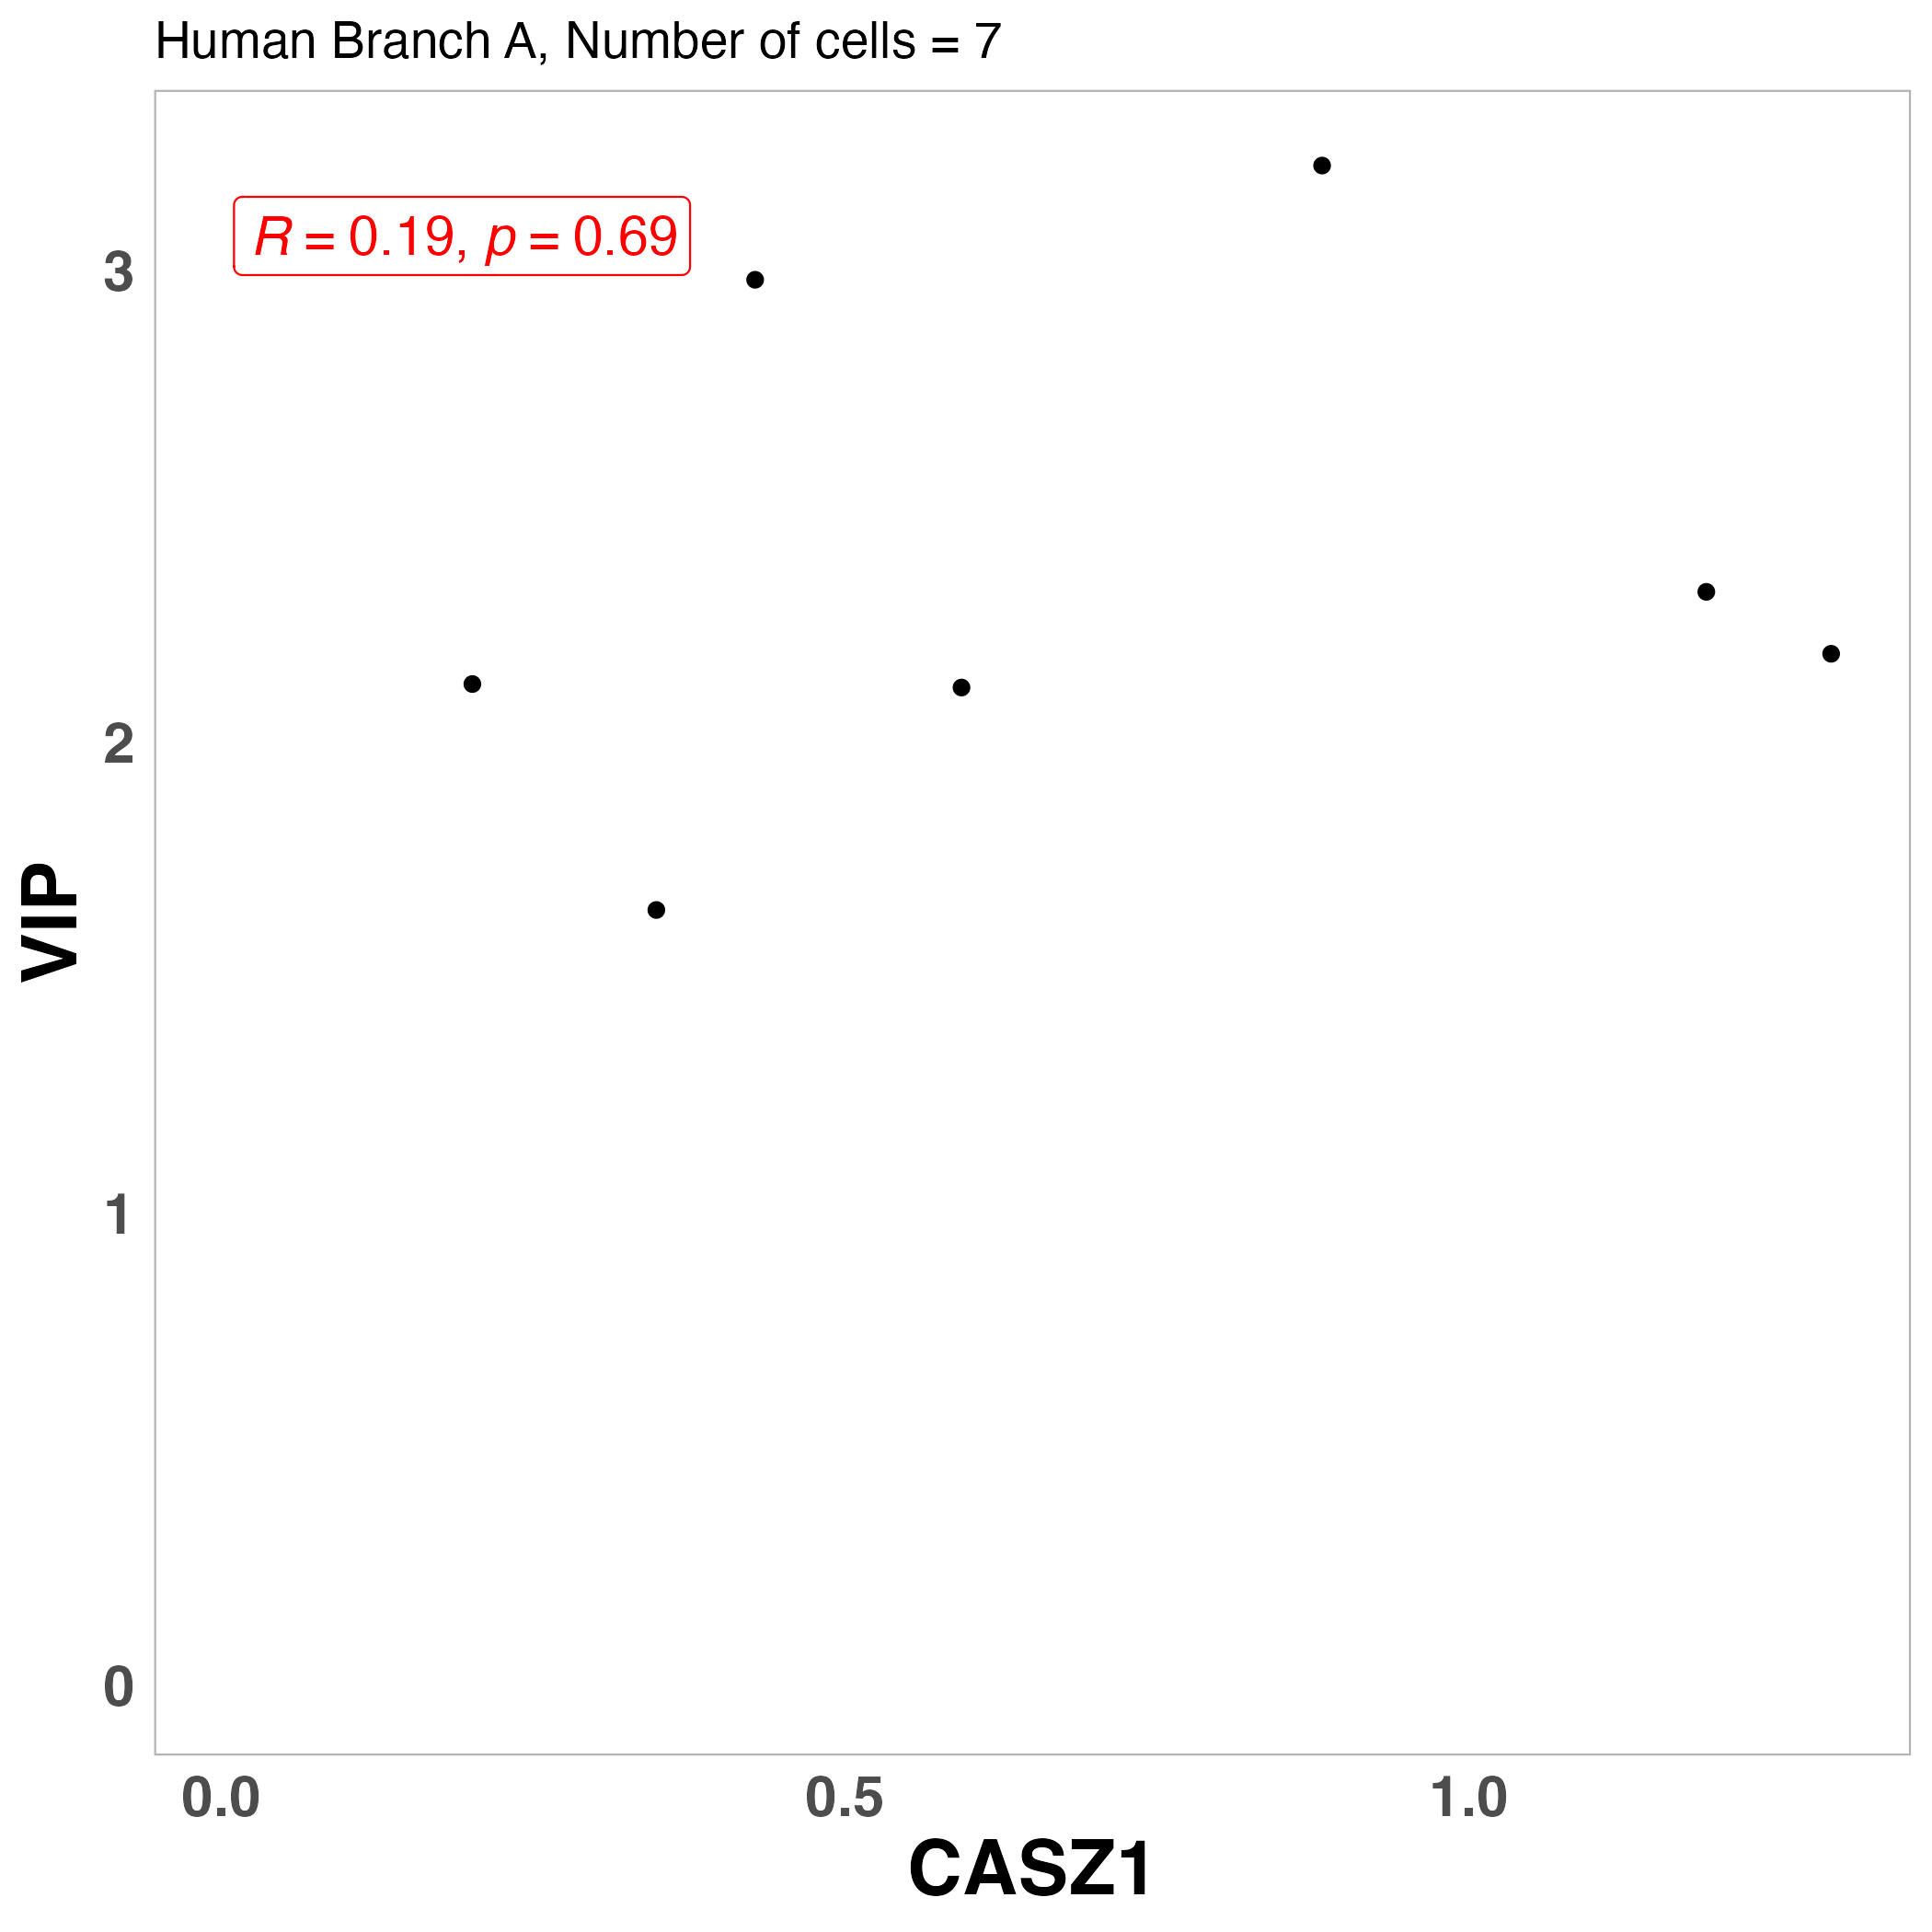 Human Branch A, Number of cells = 7
R = 0.19, p = 0.69
3
2
1
0
VIP
0.0 0.5 1.0
CASZ1